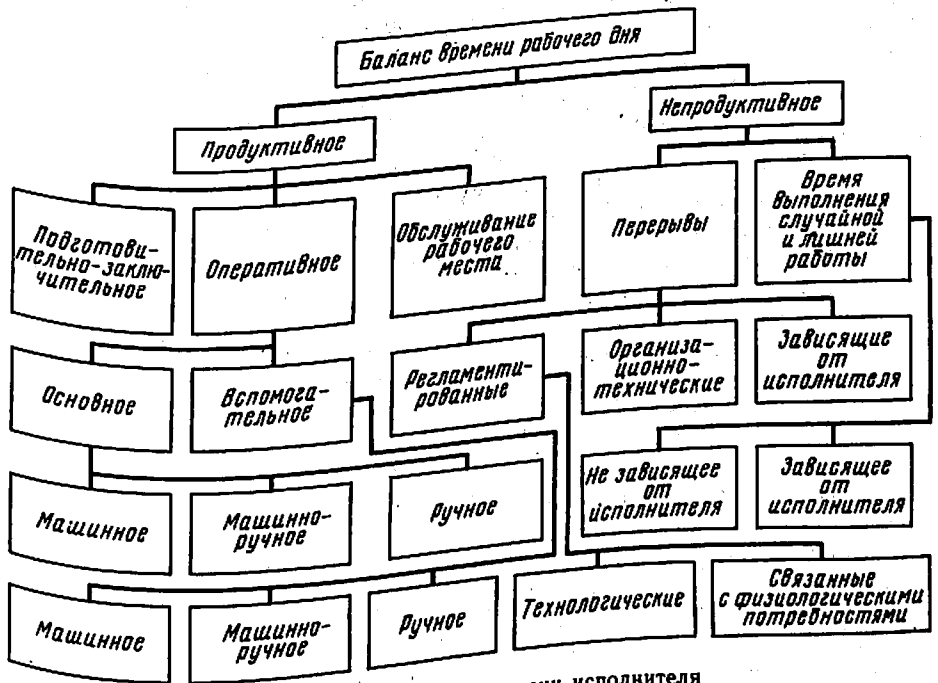 Баланс времени рабочего дня
Непродуктивное
Продуктивное
Подготови-
тельно-заклю-
чительное
Оперативное
Обслуживание
рабочего
места
Перерывы
Время
выполнения
случайной
и лишней
работы
Основное
Вспомога-
тельное
Регламенти-
рованные
Организа-
ционно-
технические
Зависящие
от
исполнителя
Не зависящее
от
исполнителя
Зависящее
от
исполнителя
Машинное
Машинно-
ручное
Ручное
Машинное
Машинно-
ручное
Ручное
Технологические
Связанные
с физиологическими
потребностями
исполнителя